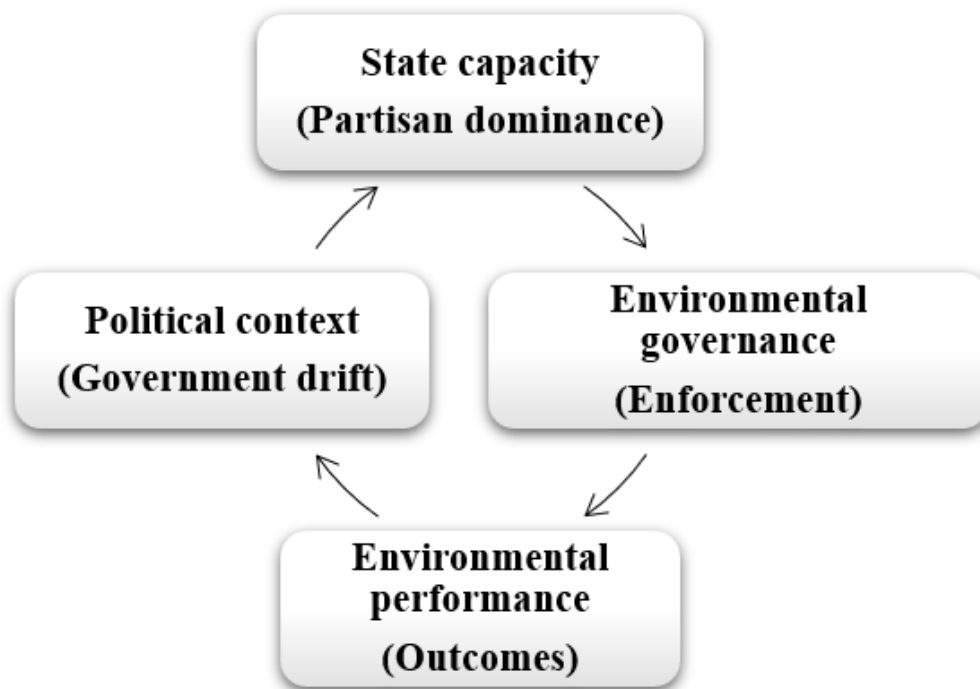 State capacity
(Partisan dominance)
Political context
(Government drift)
Environmental
governance
(Enforcement)
Environmental
performance
(Outcomes)